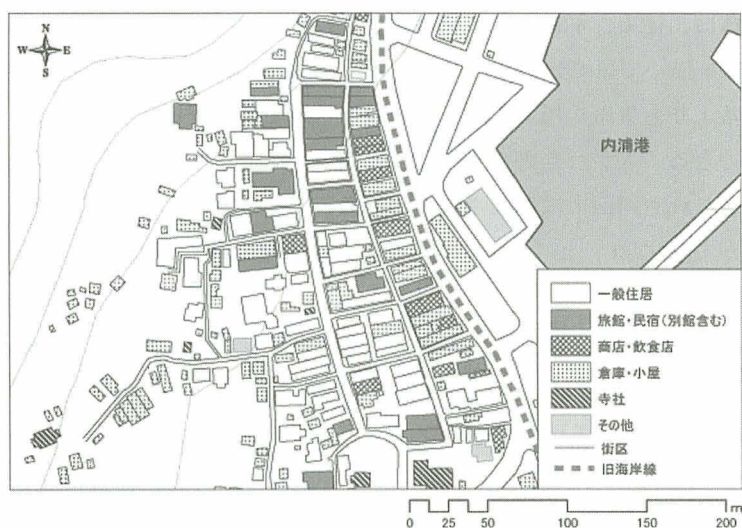 N
W E
S
内浦港
一般住居
旅館・民宿(別館含む)
商店・飲食店
倉庫・小屋
寺社
その他
街区
旧海岸線
0 25 50 100 150 200 m